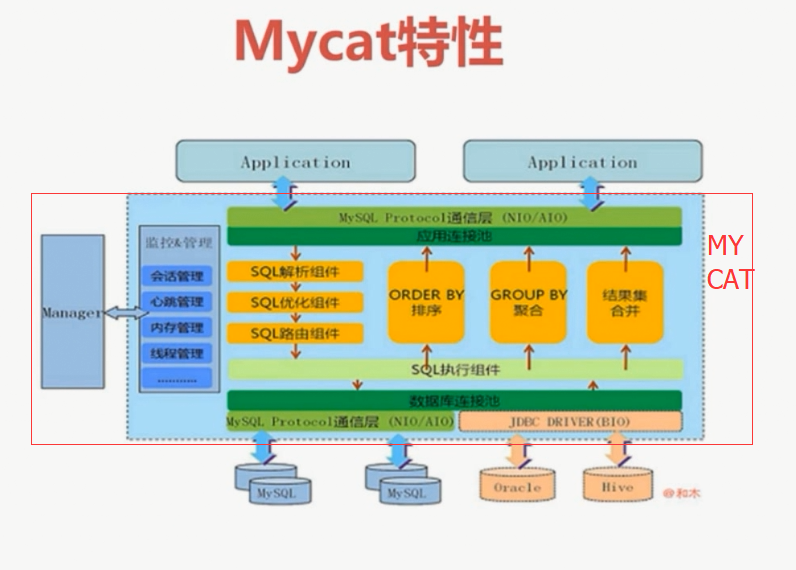 Mycat特性
Application
Application
MySQL Protocol通信层 (NIO/AIO)
应用连接池
MY
CAT
监控&管理
会话管理
心跳管理
内存管理
线程管理
...........
Manager
SQL解析组件
SQL优化组件
SQL路由组件
ORDER BY
排序
GROUP BY
聚合
结果集
合并
SQL执行组件
数据库连接池
MySQL Protocol通信层 (NIO/AIO)
JDBC DRIVER(BIO)
MySQL
MySQL
Oracle
Hive
@和木